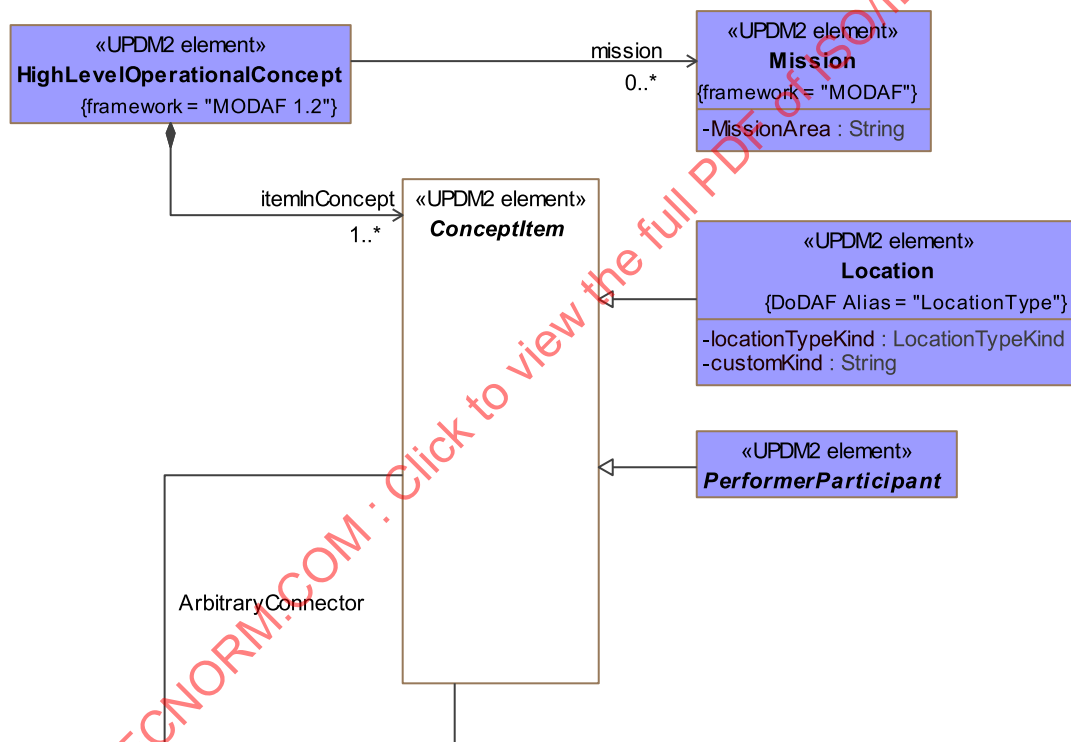 «UPDM2 element»
HighLevelOperationalConcept
{framework = "MODAF 1.2"}
mission
0..*
«UPDM2 element»
Mission
{framework = "MODAF"}
-MissionArea : String
itemInConcept
1..*
«UPDM2 element»
ConceptItem
«UPDM2 element»
Location
{DoDAF Alias = "LocationType"}
-locationTypeKind : LocationTypeKind
-customKind : String
«UPDM2 element»
PerformerParticipant
ArbitraryConnector
ECNORM.COM : Click to view the full PDF of ISO/IE